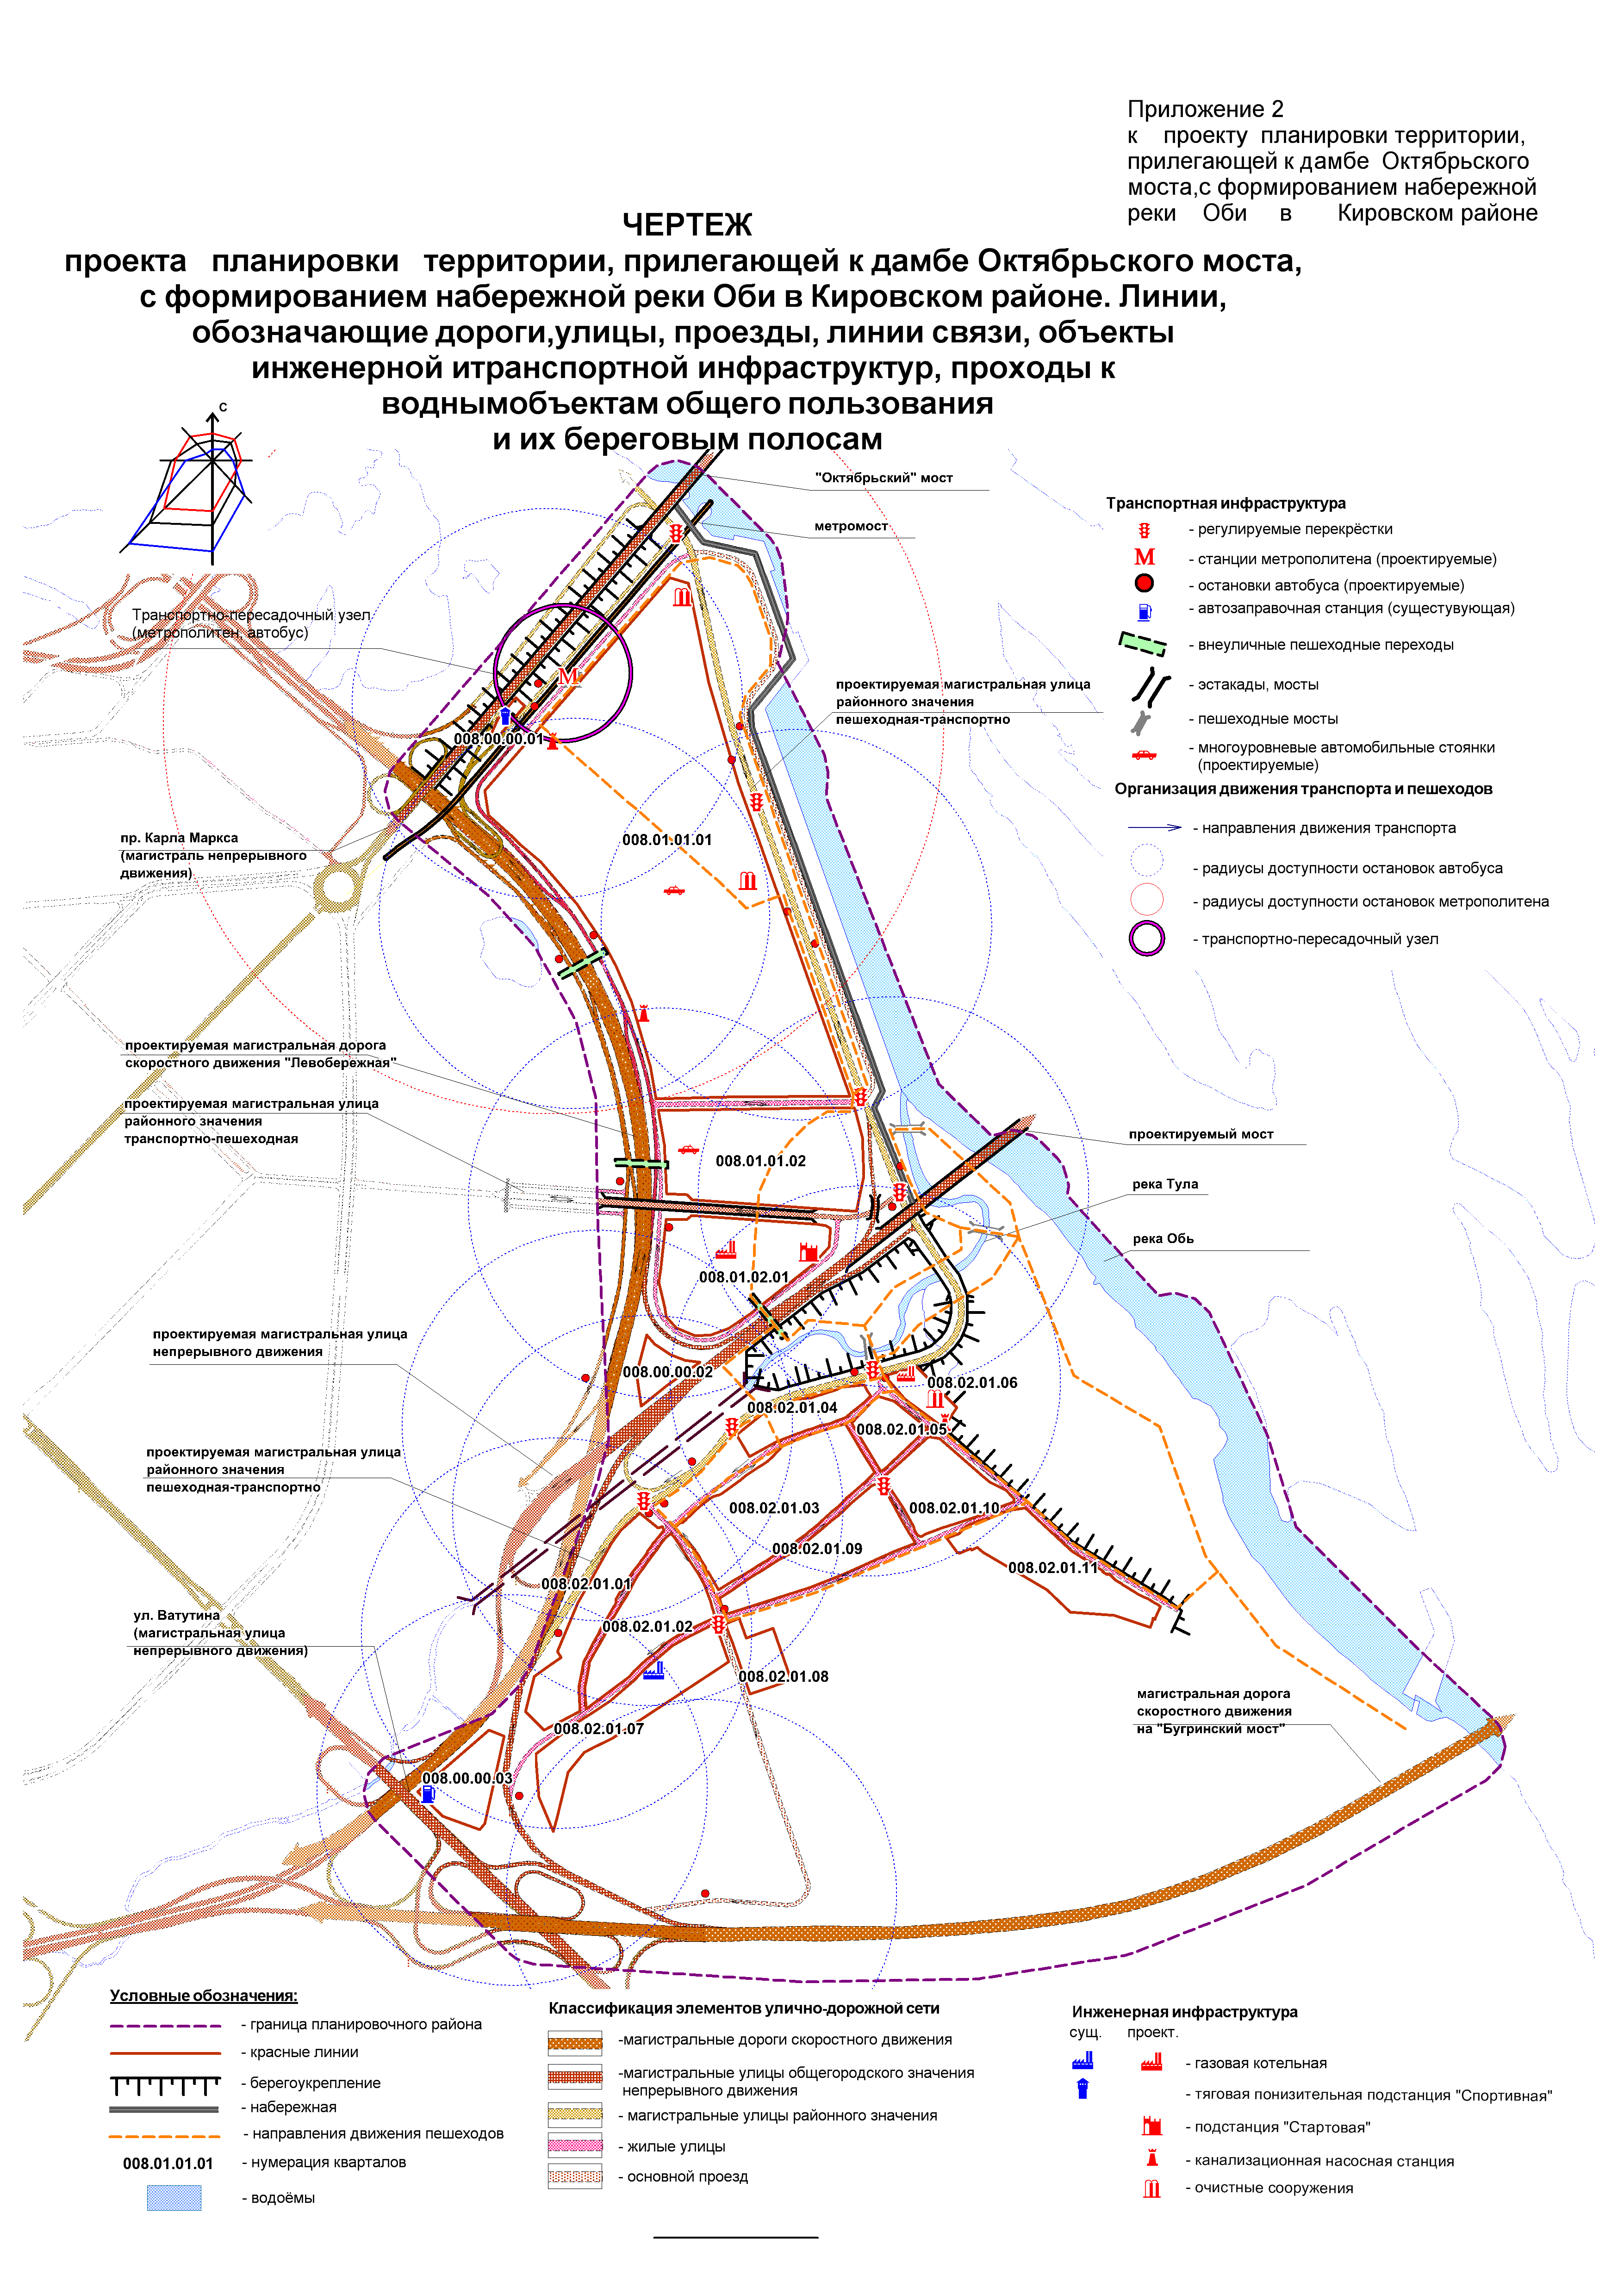 Приложение 2
к проекту планировки территории,
прилегающей к дамбе Октябрьского
моста,с формированием набережной
реки Оби в Кировском районе
ЧЕРТЕЖ
проекта планировки территории, прилегающей к дамбе Октябрьского моста,
с формированием набережной реки Оби в Кировском районе. Линии,
обозначающие дороги,улицы, проезды, линии связи, объекты
инженерной итранспортной инфраструктур, проходы к
воднымобъектам общего пользования
и их береговым полосам
С
"Октябрьский" мост
метромост
Транспортная инфраструктура
- регулируемые перекрёстки
М
- станции метрополитена (проектируемые)
- остановки автобуса (проектируемые)
- автозаправочная станция (сущестувующая)
- внеуличные пешеходные переходы
- эстакады, мосты
- пешеходные мосты
- многоуровневые автомобильные стоянки
(проектируемые)
Организация движения транспорта и пешеходов
- направления движения транспорта
- радиусы доступности остановок автобуса
- радиусы доступности остановок метрополитена
- транспортно-пересадочный узел
Транспортно-пересадочный узел
(метрополитен, автобус)
М
проектируемая магистральная улица
районного значения
пешеходная-транспортно
008.00.00.01
пр. Карла Маркса
(магистраль непрерывного
движения)
008.01.01.01
проектируемая магистральная дорога
скоростного движения "Левобережная"
проектируемая магистральная улица
районного значения
транспортно-пешеходная
008.01.01.02
проектируемый мост
река Тула
река Обь
008.01.02.01
проектируемая магистральная улица
непрерывного движения
008.00.00.02
008.02.01.06
008.02.01.04
008.02.01.05
проектируемая магистральная улица
районного значения
пешеходная-транспортно
008.02.01.03
008.02.01.10
008.02.01.09
008.02.01.11
008.02.01.01
008.02.01.02
ул. Ватутина
(магистральная улица
непрерывного движения)
008.02.01.08
008.02.01.07
магистральная дорога
скоростного движения
на "Бугринский мост"
008.00.00.03
Условные обозначения:
- граница планировочного района
- красные линии
- берегоукрепление
- набережная
- направления движения пешеходов
008.01.01.01
- нумерация кварталов
- водоёмы
Классификация элементов улично-дорожной сети
-магистральные дороги скоростного движения
-магистральные улицы общегородского значения
непрерывного движения
- магистральные улицы районного значения
- жилые улицы
- основной проезд
Инженерная инфраструктура
сущ. проект.
- газовая котельная
- тяговая понизительная подстанция "Спортивная"
- подстанция "Стартовая"
- канализационная насосная станция
- очистные сооружения